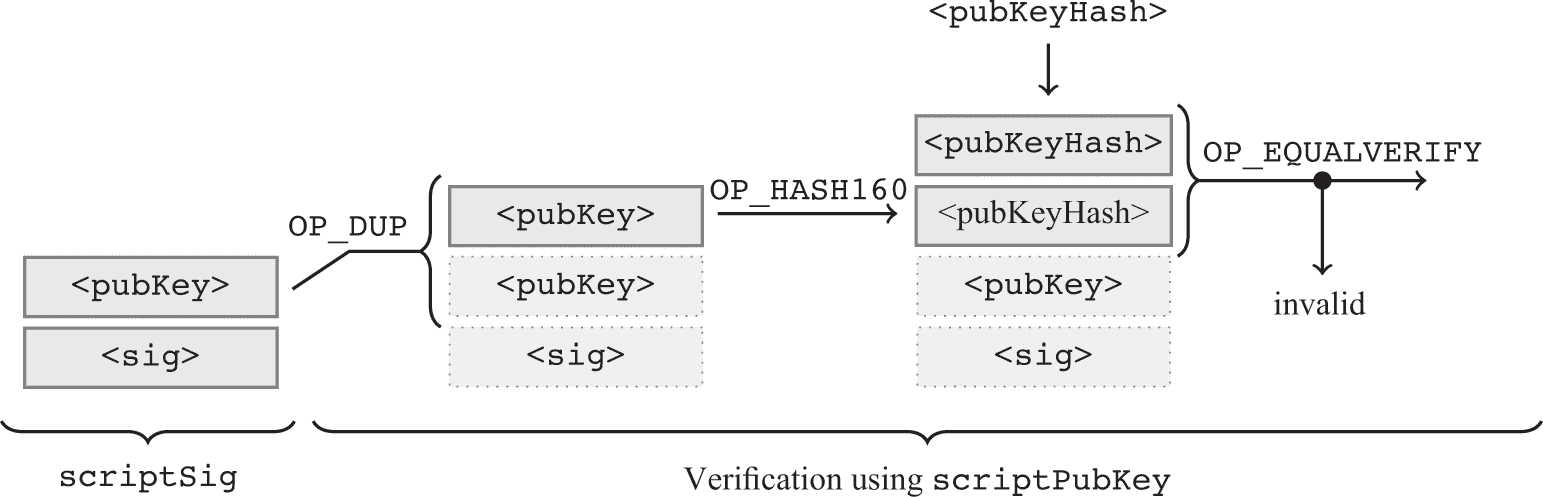 <pubKeyHash>
<pubKeyHash>
OP_EQUALVERIFY
OP_HASH160
<pubKey>
<pubKeyHash>
OP_DUP
<pubKey>
<pubKey>
<pubKey>
invalid
<sig>
<sig>
<sig>
scriptSig
Verification using scriptPubKey